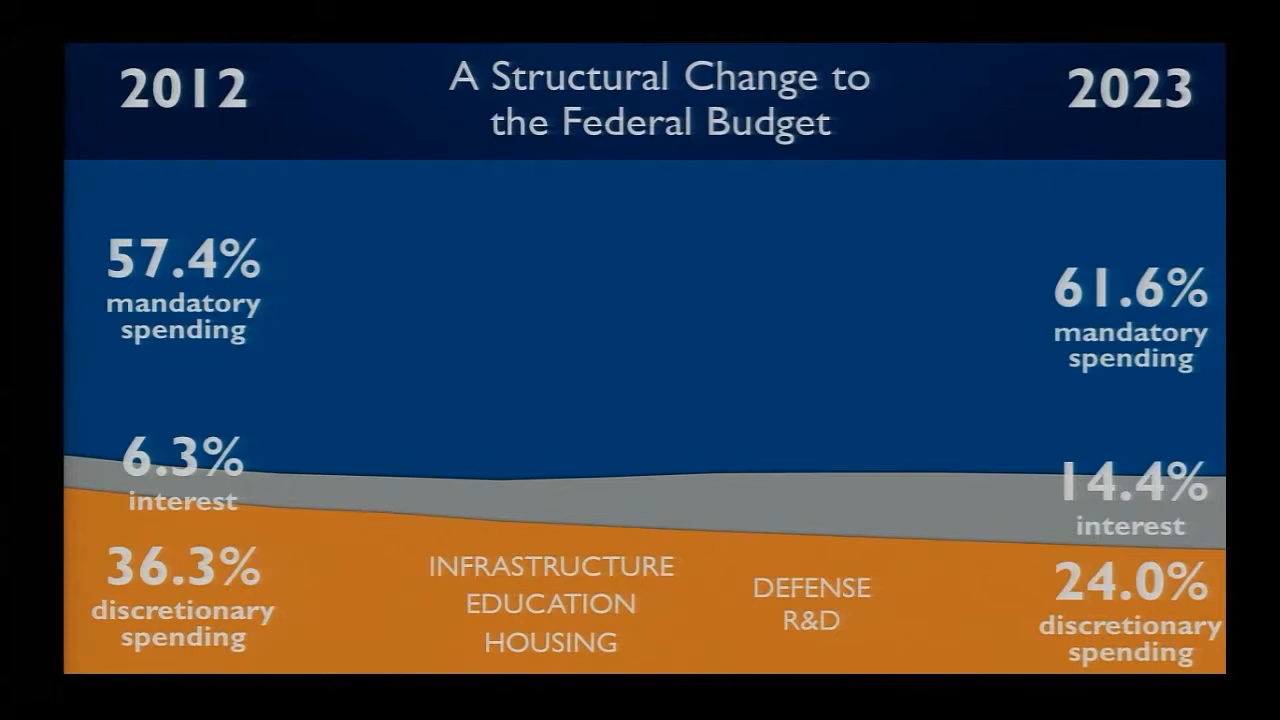 2012
A Structural Change to
the Federal Budget
2023
57.4%
mandatory
spending
61.6%
mandatory
spending
6.3%
interest
14.4%
interest
36.3%
discretionary
spending
INFRASTRUCTURE
EDUCATION
HOUSING
DEFENSE
R&D
24.0%
discretionary
spending